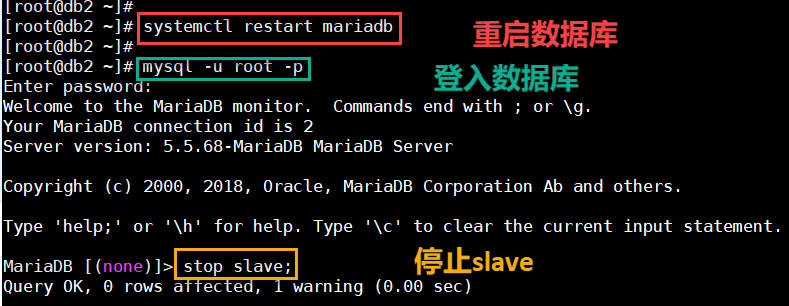 [root@db2 ~]#
[root@db2 ~]# systemctl restart mariadb 重启数据库
[root@db2 ~]#
[root@db2 ~]# mysql -u root -p 登入数据库
Enter password:
Welcome to the MariaDB monitor.  Commands end with ; or \g.
Your MariaDB connection id is 2
Server version: 5.5.68-MariaDB MariaDB Server
Copyright (c) 2000, 2018, Oracle, MariaDB Corporation Ab and others.
Type 'help;' or '\h' for help. Type '\c' to clear the current input statement.
MariaDB [(none)]> stop slave; 停止slave
Query OK, 0 rows affected, 1 warning (0.00 sec)